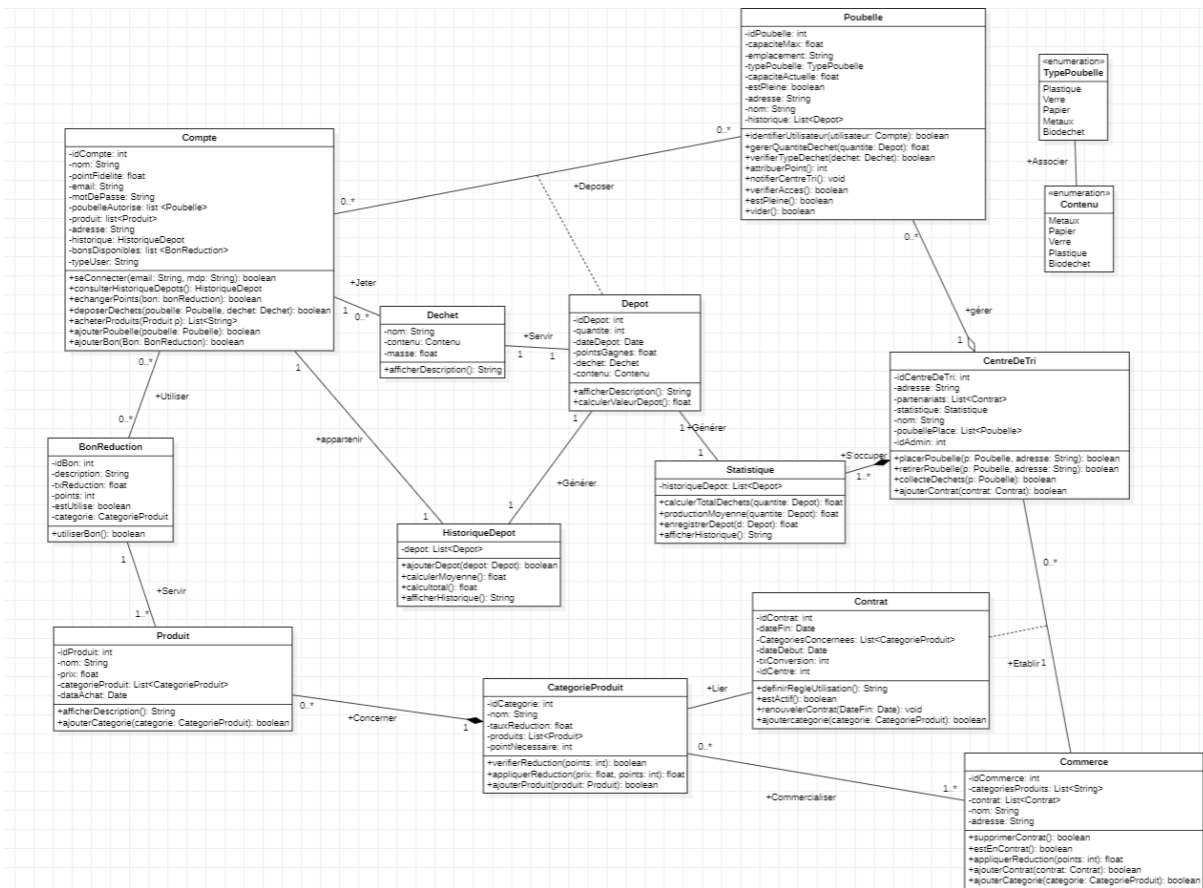 Poubelle
-idPoubelle: int
-capaciteMax: float
-emplacement: String
-typePoubelle: TypePoubelle
-capaciteActuelle: float
-estPleine: boolean
-adresse: String
-nom: String
-historique: List<Depot>
+identifierUtilisateur(utilisateur: Compte): boolean
+gererQuantiteDechet(quantite: Depot): float
+verifierTypeDechet(dechet: Dechet): boolean
+attribuerPoint(): int
+notifierCentreTri(): void
+verifierAcces(): boolean
+estPleine(): boolean
+vider(): boolean
«enumeration»
TypePoubelle
Plastique
Verre
Papier
Metaux
Biodechet
+Associer
«enumeration»
Contenu
Metaux
Papier
Verre
Plastique
Biodechet
Compte
-idCompte: int
-nom: String
-pointFidelite: float
-email: String
-motDePasse: String
-poubelleAutorise: list <Poubelle>
-produit: list<Produit>
-adresse: String
-historique: HistoriqueDepot
-bonsDisponibles: list <BonReduction>
-typeUser: String
+seConnecter(email: String, mdp: String): boolean
+consulterHistoriqueDepots(): HistoriqueDepot
+echangerPoints(bon: bonReduction): boolean
+deposerDechets(poubelle: Poubelle, dechet: Dechet): boolean
+acheterProduits(Produit p): List<String>
+ajouterPoubelle(poubelle: Poubelle): boolean
+ajouterBon(Bon: BonReduction): boolean
0..*
0..*
+Deposer
+Jeter
1
0..*
Dechet
-nom: String
-contenu: Contenu
-masse: float
+afficherDescription(): String
+Servir
1
1
Depot
-idDepot: int
-quantite: int
-dateDepot: Date
-pointsGagnes: float
-dechet: Dechet
-contenu: Contenu
+afficherDescription(): String
+calculerValeurDepot(): float
0..*
+gérer
1
CentreDeTri
-idCentreDeTri: int
-adresse: String
-partenariats: List<Contrat>
-statistique: Statistique
-nom: String
-poubellePlace: List<Poubelle>
-idAdmin: int
+placerPoubelle(p: Poubelle, adresse: String): boolean
+retirerPoubelle(p: Poubelle, adresse: String): boolean
+collecteDechets(p: Poubelle): boolean
+ajouterContrat(contrat: Contrat): boolean
0..*
+Utiliser
0..*
1
+appartenir
1
1
+Générer
1
1
+Générer
1
+S'occuper
1..*
BonReduction
-idBon: int
-description: String
-txReduction: float
-points: int
-estUtilise: boolean
-categorie: CategorieProduit
+utiliserBon(): boolean
Statistique
-historiqueDepot: List<Depot>
+calculerTotalDechets(quantite: Depot): float
+productionMoyenne(quantite: Depot): float
+enregistrerDepot(d: Depot): float
+afficherHistorique(): String
HistoriqueDepot
-depot: List<Depot>
+ajouterDepot(depot: Depot): boolean
+calculerMoyenne(): float
+calcultotal(): float
+afficherHistorique(): String
1
+Servir
1..*
Produit
-idProduit: int
-nom: String
-prix: float
-categorieProduit: List<CategorieProduit>
-dataAchat: Date
+afficherDescription(): String
+ajouterCategorie(categorie: CategorieProduit): boolean
0..*
+Concerner
1
CategorieProduit
-idCategorie: int
-nom: String
-tauxReduction: float
-produits: List<Produit>
-pointNecessaire: int
+verifierReduction(points: int): boolean
+appliquerReduction(prix: float, points: int): float
+ajouterProduit(produit: Produit): boolean
+Lier
Contrat
-idContrat: int
-dateFin: Date
-CategoriesConcernees: List<CategorieProduit>
-dateDebut: Date
-txConversion: int
-idCentre: int
+definirRegleUtilisation(): String
+estActif(): boolean
+renouvelerContrat(DateFin: Date): void
+ajoutercategorie(categorie: CategorieProduit): boolean
0..*
+Etablir
1
0..*
+Commercialiser
1..*
Commerce
-idCommerce: int
-categoriesProduits: List<String>
-contrat: List<Contrat>
-nom: String
-adresse: String
+supprimerContrat(): boolean
+estEnContrat(): boolean
+appliquerReduction(points: int): float
+ajouterContrat(contrat: Contrat): boolean
+ajouterCategorie(categorie: CategorieProduit): boolean